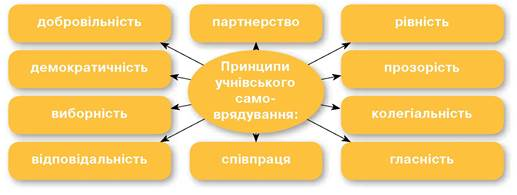 добровільність
партнерство
рівність
демократичність
Принципи
учнівського
само-
врядування:
прозорість
виборність
колегіальність
відповідальність
співпраця
гласність